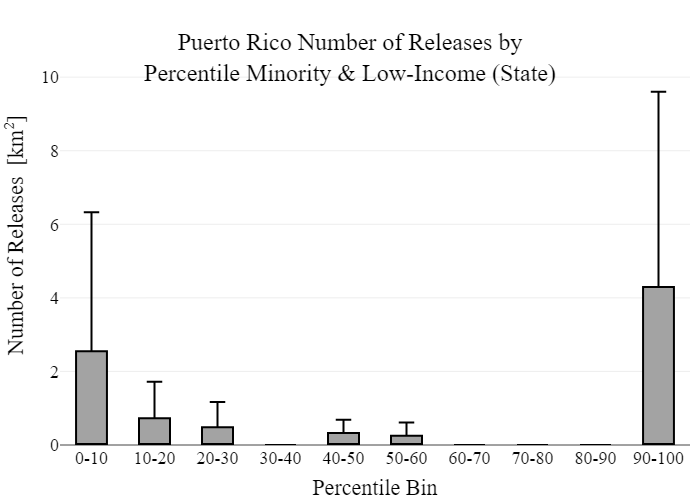 Puerto Rico Number of Releases by
Percentile Minority & Low-Income (State)
Number of Releases [km²]
10
8
6
4
2
0
0-10 10-20 20-30 30-40 40-50 50-60 60-70 70-80 80-90 90-100
Percentile Bin